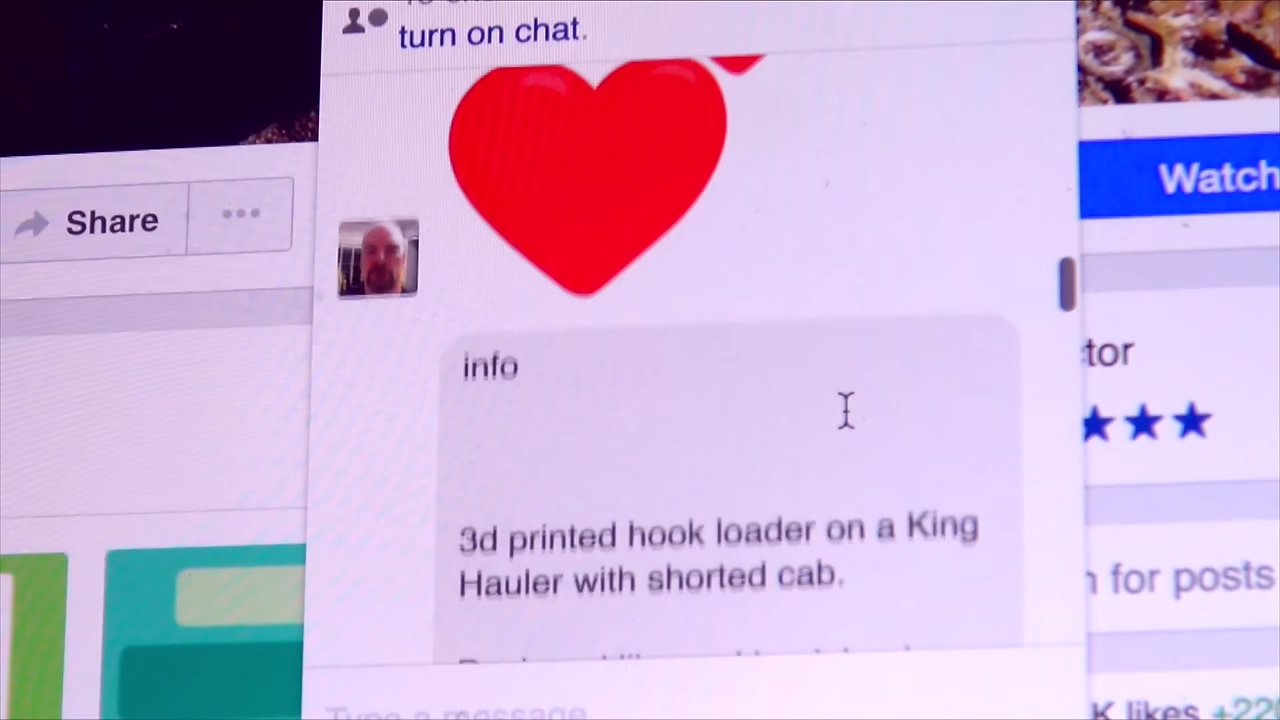 turn on chat.
Share
Watch
tor
★★★
info
3d printed hook loader on a King
Hauler with shorted cab.
for posts
Type a message
K likes +22